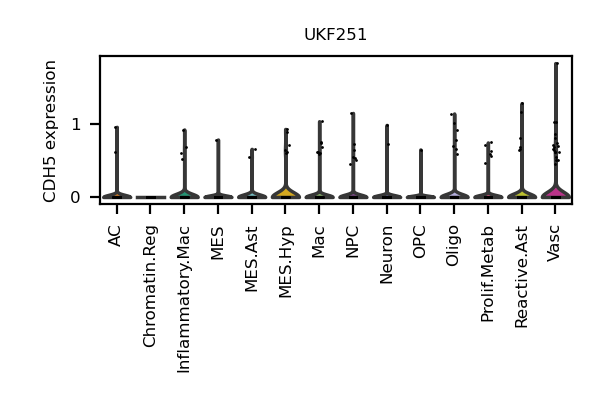 UKF251
CDH5 expression
1
0
AC
Chromatin.Reg
Inflammatory.Mac
MES
MES.Ast
MES.Hyp
Mac
NPC
Neuron
OPC
Oligo
Prolif.Metab
Reactive.Ast
Vasc